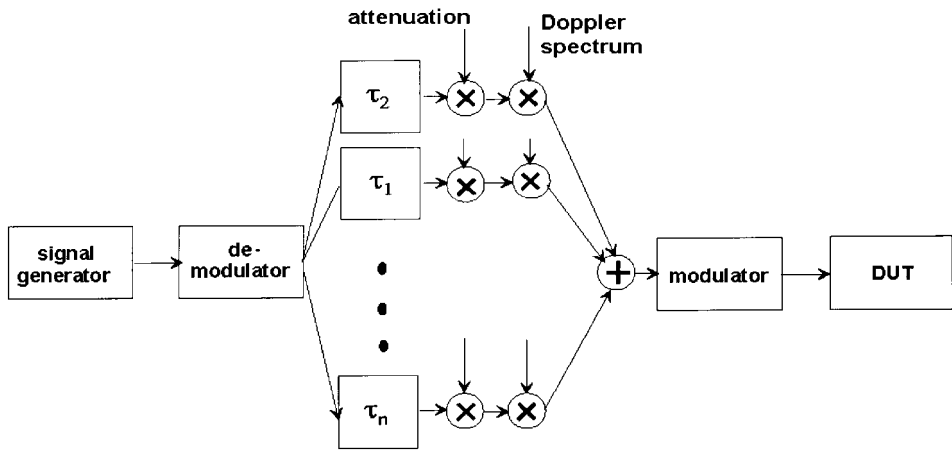 attenuation
Doppler
spectrum
τ2
τ1
signal
generator
de-
modulator
modulator
DUT
τn